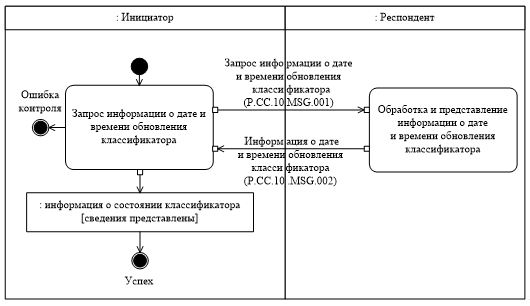 : Инициатор
: Респондент
Запрос информации о дате
и времени обновления
классификатора
(P.CC.10.MSG.001)
Ошибка
контроля
Запрос информации о дате и
времени обновления
классификатора
Обработка и представление
информации о дате
и времени обновления
классификатора
Информация о дате
и времени обновления
классификатора
(P.CC.10.MSG.002)
: информация о состоянии классификатора
[сведения представлены]
Успех